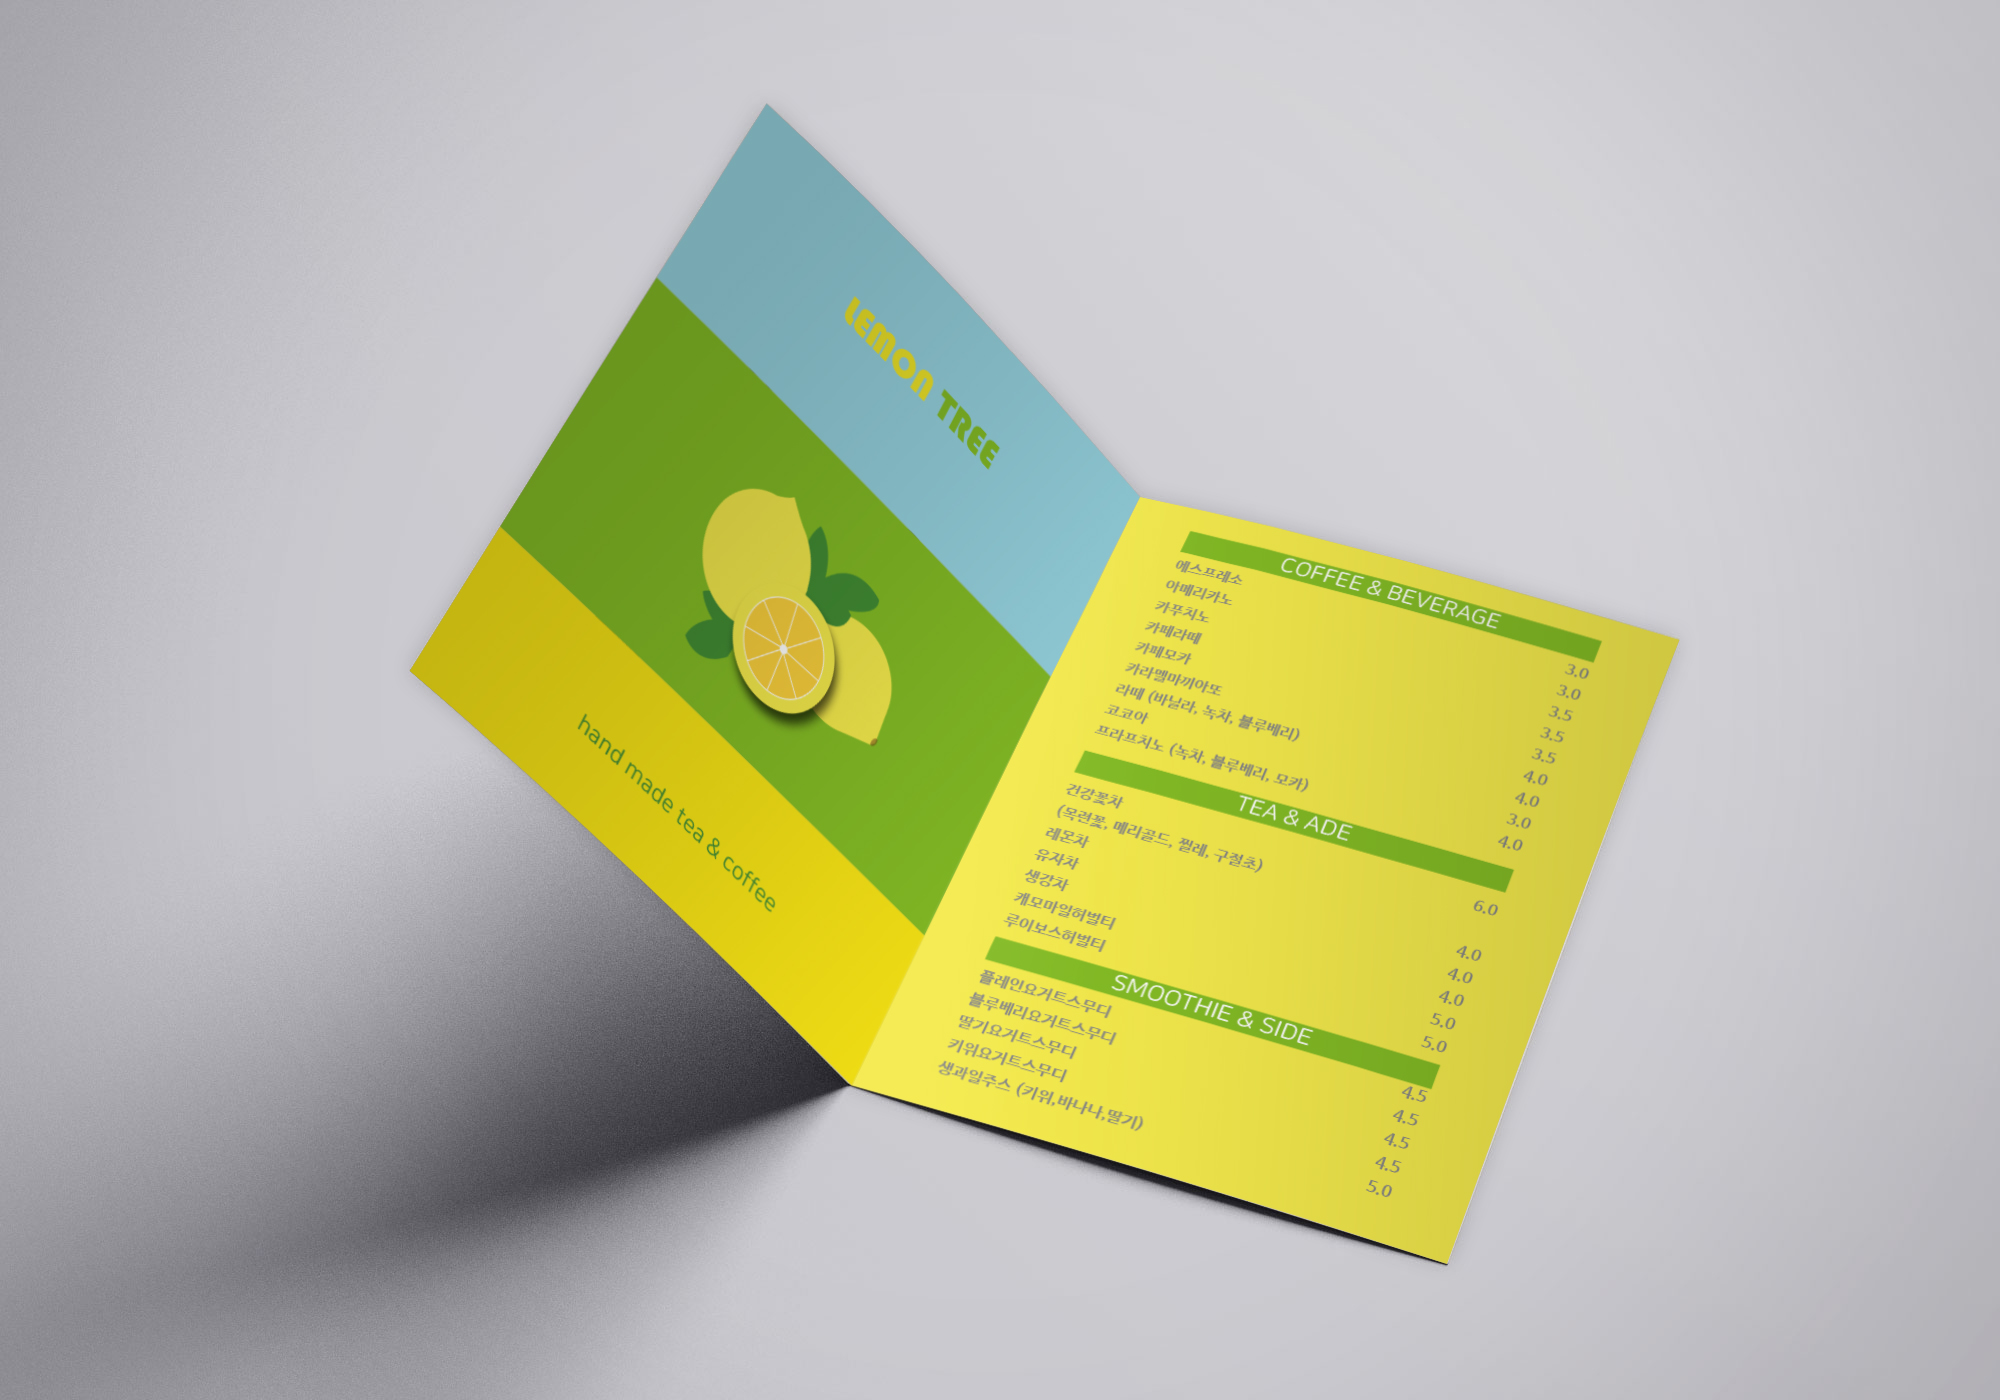 LEMON TREE
hand made tea & coffee
COFFEE & BEVERAGE
에스프레소 3.0
아메리카노 3.0
카푸치노 3.5
카페라떼 3.5
카페모카 3.5
카라멜마끼아또 4.0
라떼 (바닐라, 녹차, 블루베리) 4.0
코코아 3.0
프라프치노 (녹차, 블루베리, 모카) 4.0
TEA & ADE
건강꽃차 6.0
(목련꽃, 메리골드, 찔레, 구절초)
레몬차 4.0
유자차 4.0
생강차 4.0
캐모마일허벌티 5.0
루이보스허벌티 5.0
SMOOTHIE & SIDE
플레인요거트스무디 4.5
블루베리요거트스무디 4.5
딸기요거트스무디 4.5
키위요거트스무디 4.5
생과일주스 (키위,바나나,딸기) 5.0